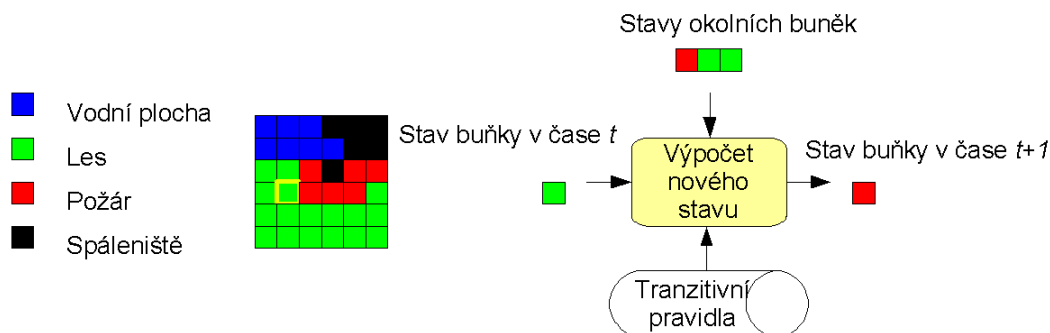 Stavy okolních buněk
Vodní plocha
Les
Požár
Spáleniště
Stav buňky v čase t
Výpočet
nového
stavu
Stav buňky v čase t+1
Tranzitivní
pravidla